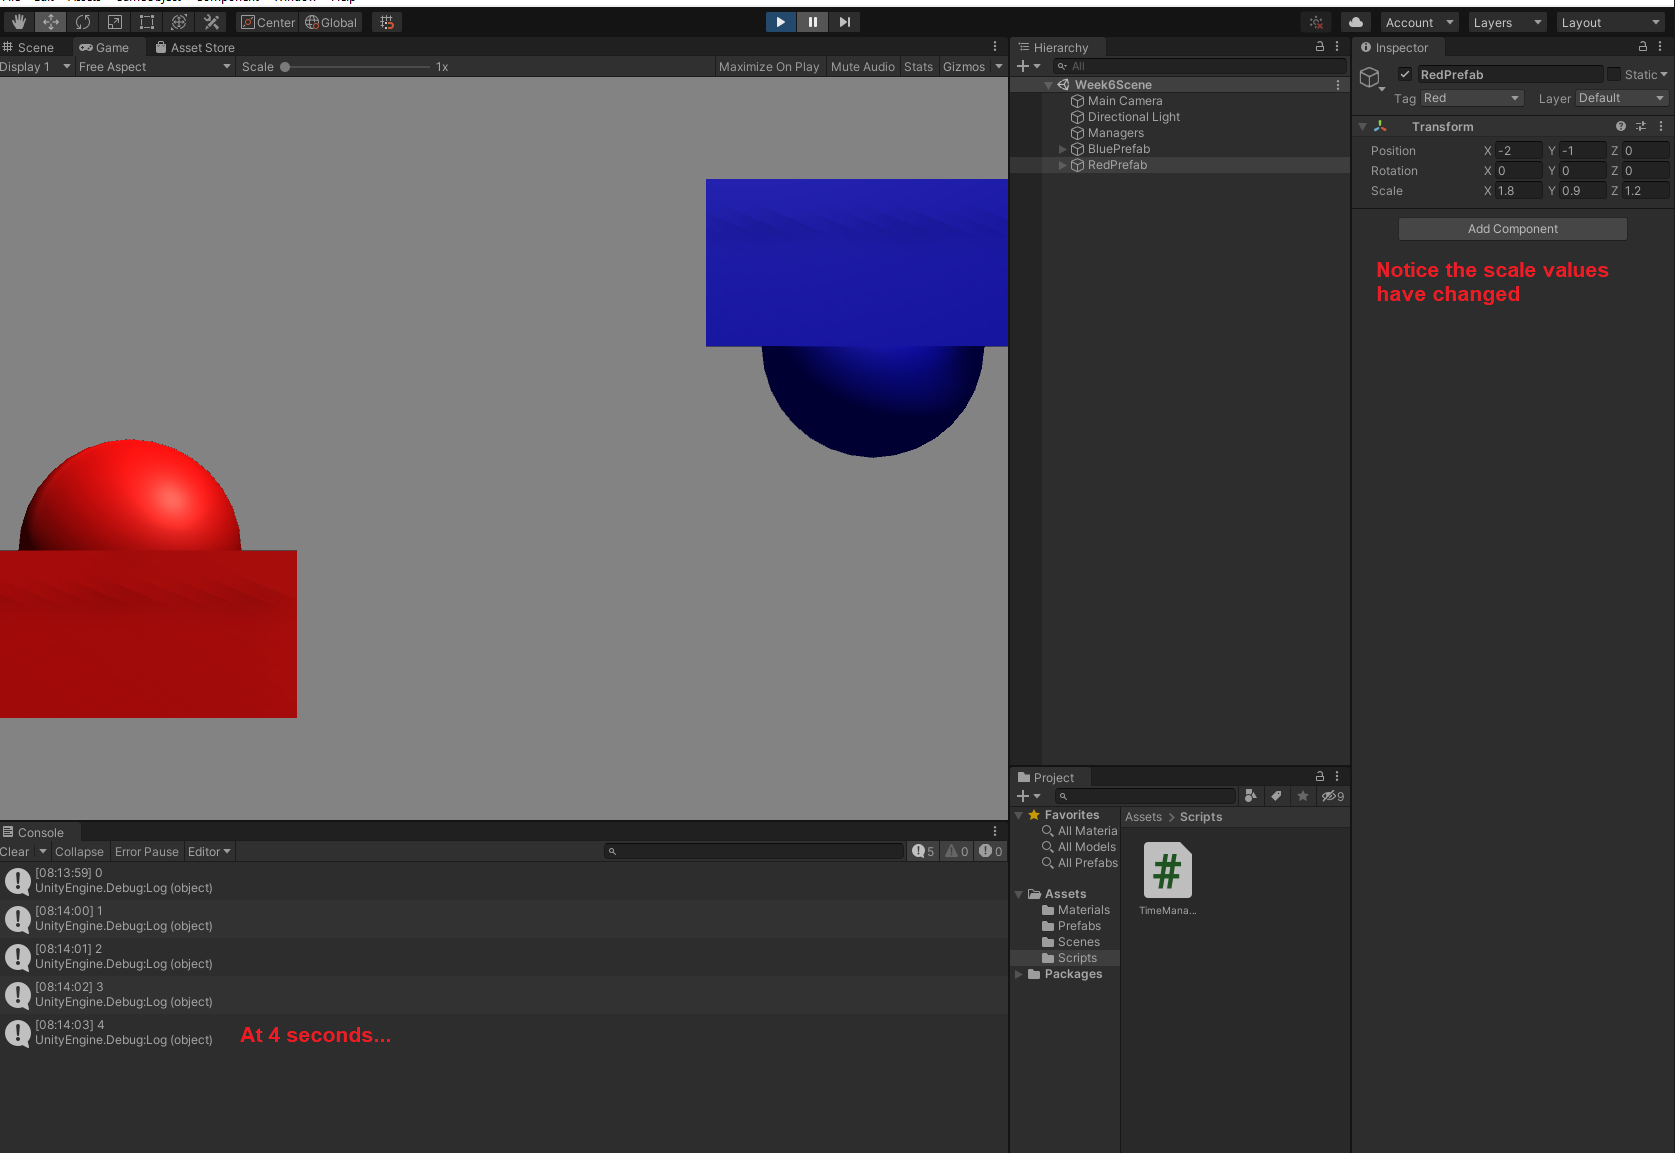 Center Global
Account Layers Layout
Scene Game Asset Store
Display 1 Free Aspect Scale 1x Maximize On Play Mute Audio Stats Gizmos
Hierarchy
All
Week6Scene
Main Camera
Directional Light
Managers
BluePrefab
RedPrefab
Inspector
RedPrefab Static
Tag Red Layer Default
Transform
Position X -2 Y -1 Z 0
Rotation X 0 Y 0 Z 0
Scale X 1.8 Y 0.9 Z 1.2
Add Component
Notice the scale values
have changed
Project
9
Favorites
All Materia
All Models
All Prefabs
Assets
Materials
Prefabs
Scenes
Scripts
Packages
Assets > Scripts
#
TimeMana...
Console
Clear Collapse Error Pause Editor 5 0 0
[08:13:59] 0
UnityEngine.Debug:Log (object)
[08:14:00] 1
UnityEngine.Debug:Log (object)
[08:14:01] 2
UnityEngine.Debug:Log (object)
[08:14:02] 3
UnityEngine.Debug:Log (object)
[08:14:03] 4
UnityEngine.Debug:Log (object)
At 4 seconds...